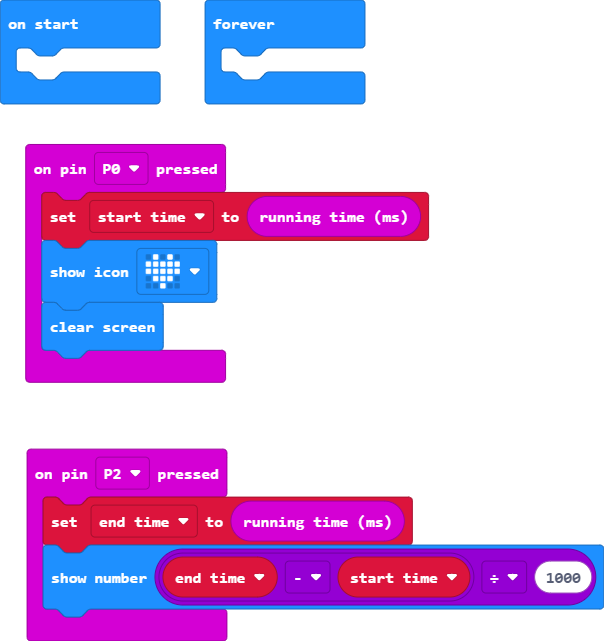 on start
forever
on pin P0 pressed
set start time to running time (ms)
show icon
clear screen
on pin P2 pressed
set end time to running time (ms)
show number end time - start time ÷ 1000